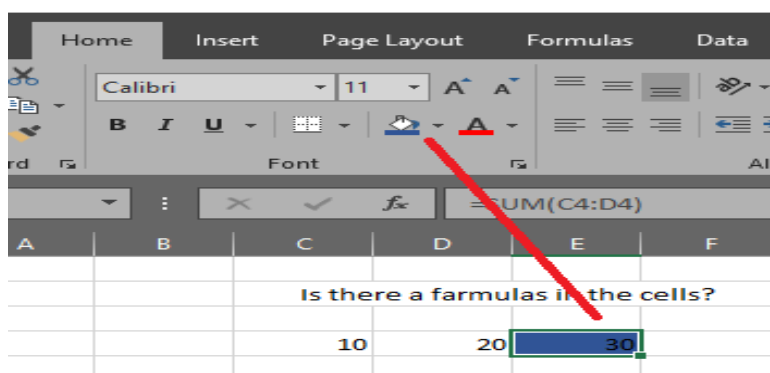 Home Insert Page Layout Formulas Data
Calibri 11 A A
B I U A
rd Font Al
fx =SUM(C4:D4)
A B C D E F
Is there a farmulas in the cells?
10 20 30